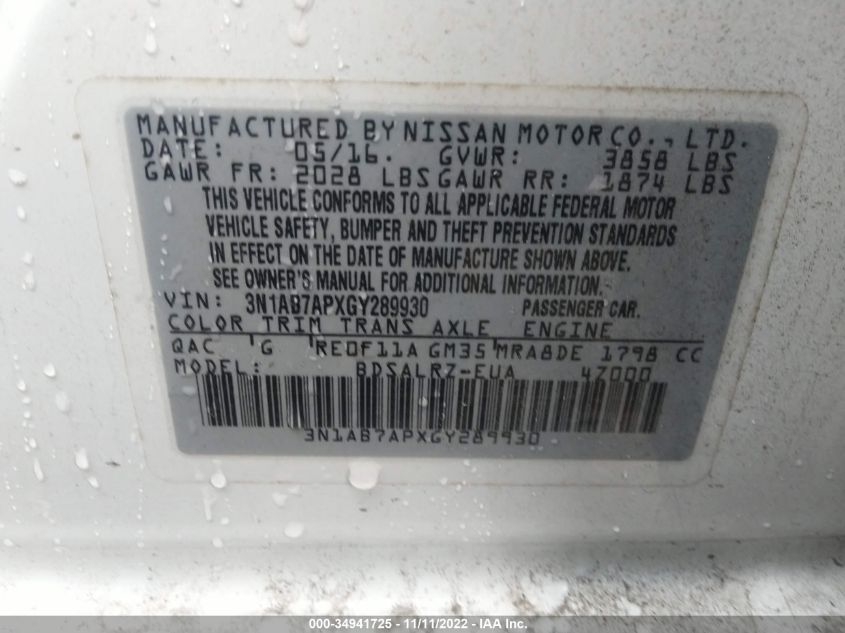 MANUFACTURED BY NISSAN MOTOR CO., LTD.
DATE: 05/16. GVWR: 3858 LBS
GAWR FR: 2028 LBS GAWR RR: 1874 LBS
THIS VEHICLE CONFORMS TO ALL APPLICABLE FEDERAL MOTOR
VEHICLE SAFETY, BUMPER AND THEFT PREVENTION STANDARDS
IN EFFECT ON THE DATE OF MANUFACTURE SHOWN ABOVE.
SEE OWNER'S MANUAL FOR ADDITIONAL INFORMATION.
VIN: 3N1AB7APXGY289930 PASSENGER CAR.
COLOR TRIM TRANS AXLE ENGINE
QAC G RE0F11A GM35 MRA8DE 1798 CC
MODEL: BDSALRZ-EUA 47000
3N1AB7APXGY289930
000-34941725 - 11/11/2022 - IAA Inc.